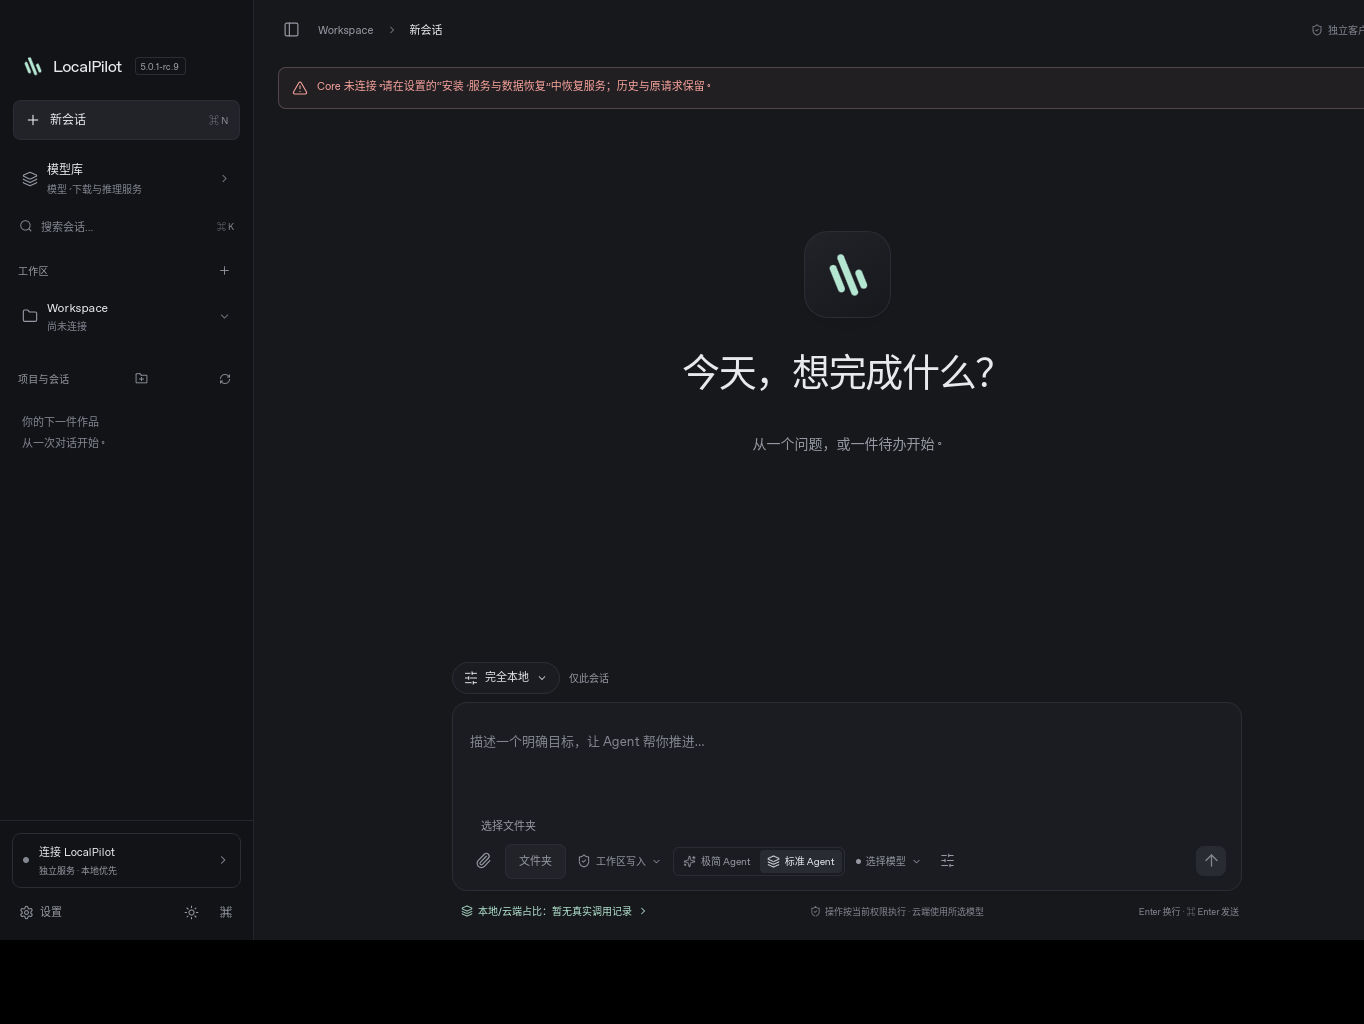 LocalPilot 5.0.1-rc.9
新会话 ⌘ N
模型库
模型 · 下载与推理服务
搜索会话... ⌘ K
工作区
Workspace
尚未连接
项目与会话
你的下一件作品
从一次对话开始。
连接 LocalPilot
独立服务 · 本地优先
设置 ⌘
Workspace 新会话
独立客户
Core 未连接。请在设置的“安装 · 服务与数据恢复”中恢复服务；历史与原请求保留。
今天，想完成什么？
从一个问题，或一件待办开始。
完全本地 仅此会话
描述一个明确目标，让 Agent 帮你推进...
选择文件夹
文件夹 工作区写入 极简 Agent 标准 Agent 选择模型
本地/云端占比：暂无真实调用记录 操作按当前权限执行 · 云端使用所选模型 Enter 换行 · ⌘ Enter 发送